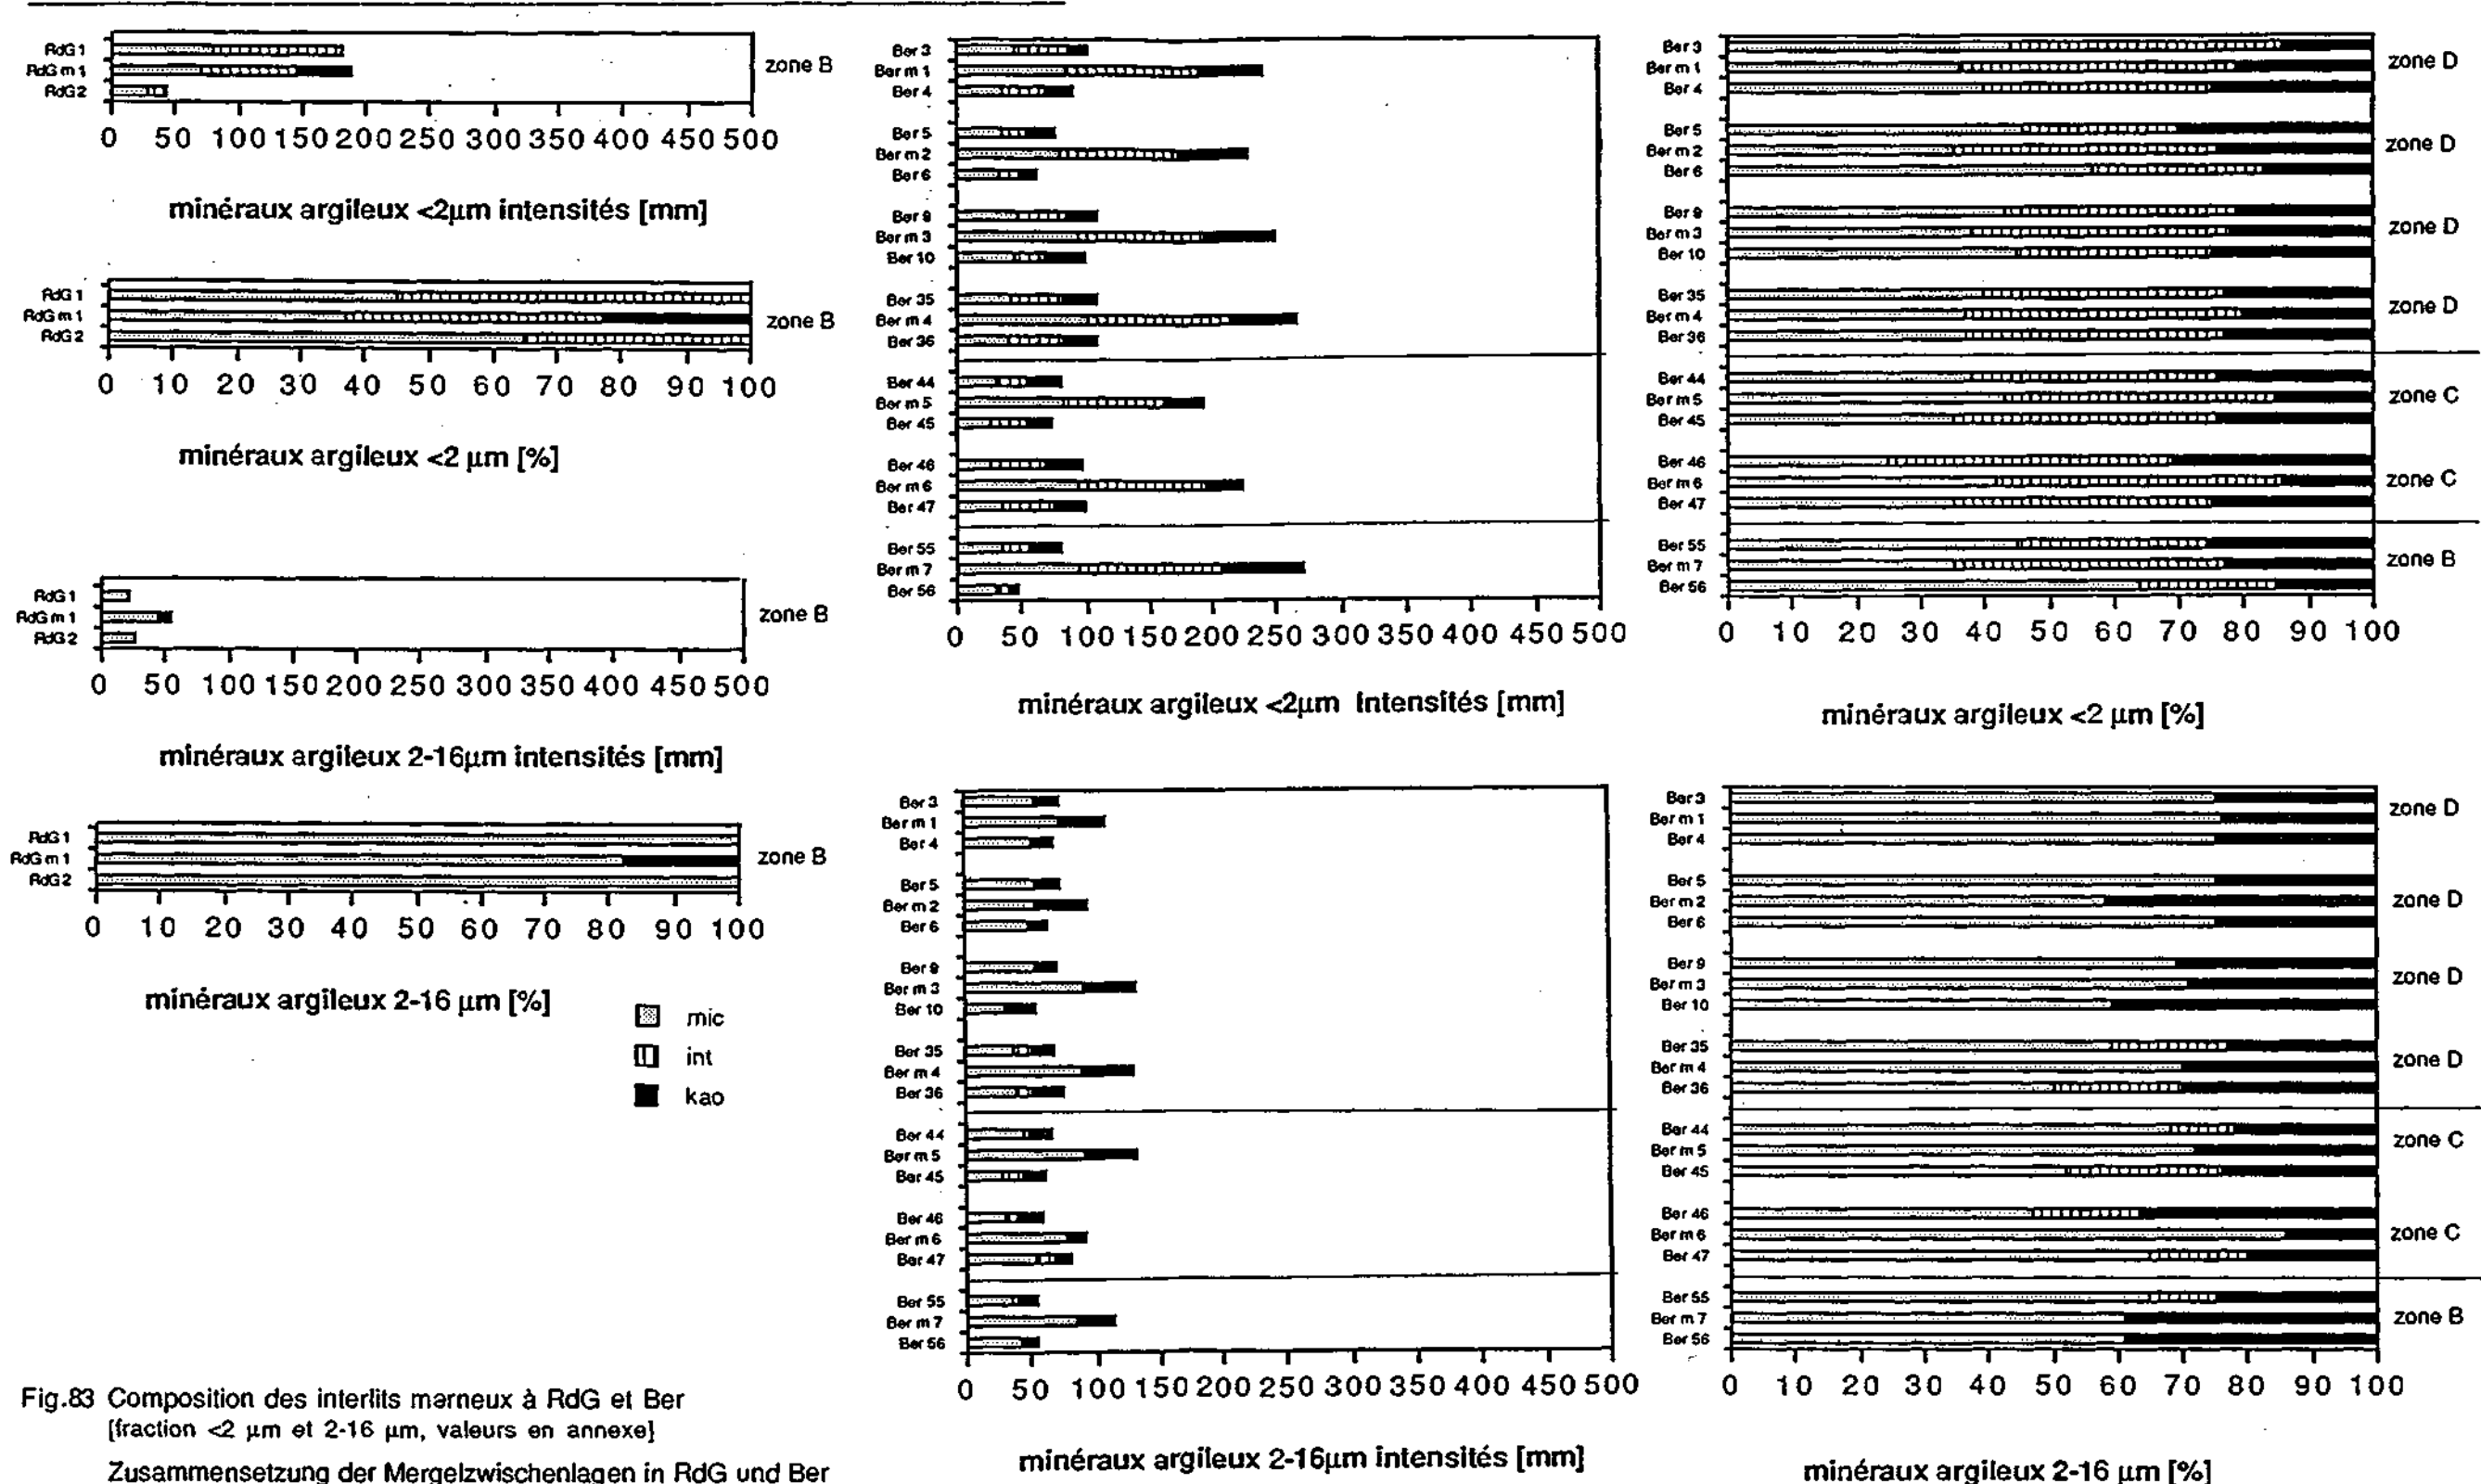 RdG 1
RdG m 1
RdG 2
zone B
0 50 100 150 200 250 300 350 400 450 500
minéraux argileux <2µm intensités [mm]
RdG 1
RdG m 1
RdG 2
zone B
0 10 20 30 40 50 60 70 80 90 100
minéraux argileux <2 µm [%]
RdG 1
RdG m 1
RdG 2
zone B
0 50 100 150 200 250 300 350 400 450 500
minéraux argileux 2-16µm intensités [mm]
RdG 1
RdG m 1
RdG 2
zone B
0 10 20 30 40 50 60 70 80 90 100
minéraux argileux 2-16 µm [%]
mic
int
kao
Ber 3
Ber m 1
Ber 4
Ber 5
Ber m 2
Ber 6
Ber 9
Ber m 3
Ber 10
Ber 35
Ber m 4
Ber 36
Ber 44
Ber m 5
Ber 45
Ber 46
Ber m 6
Ber 47
Ber 55
Ber m 7
Ber 56
0 50 100 150 200 250 300 350 400 450 500
minéraux argileux <2µm Intensités [mm]
Ber 3
Ber m 1
Ber 4
zone D
Ber 5
Ber m 2
Ber 6
zone D
Ber 9
Ber m 3
Ber 10
zone D
Ber 35
Ber m 4
Ber 36
zone D
Ber 44
Ber m 5
Ber 45
zone C
Ber 46
Ber m 6
Ber 47
zone C
Ber 55
Ber m 7
Ber 56
zone B
0 10 20 30 40 50 60 70 80 90 100
minéraux argileux <2 µm [%]
Ber 3
Ber m 1
Ber 4
Ber 5
Ber m 2
Ber 6
Ber 9
Ber m 3
Ber 10
Ber 35
Ber m 4
Ber 36
Ber 44
Ber m 5
Ber 45
Ber 46
Ber m 6
Ber 47
Ber 55
Ber m 7
Ber 56
0 50 100 150 200 250 300 350 400 450 500
minéraux argileux 2-16µm intensités [mm]
Ber 3
Ber m 1
Ber 4
zone D
Ber 5
Ber m 2
Ber 6
zone D
Ber 9
Ber m 3
Ber 10
zone D
Ber 35
Ber m 4
Ber 36
zone D
Ber 44
Ber m 5
Ber 45
zone C
Ber 46
Ber m 6
Ber 47
zone C
Ber 55
Ber m 7
Ber 56
zone B
0 10 20 30 40 50 60 70 80 90 100
minéraux argileux 2-16 µm [%]
Fig.83 Composition des interlits marneux à RdG et Ber
[fraction <2 µm et 2-16 µm, valeurs en annexe]
Zusammensetzung der Mergelzwischenlagen in RdG und Ber